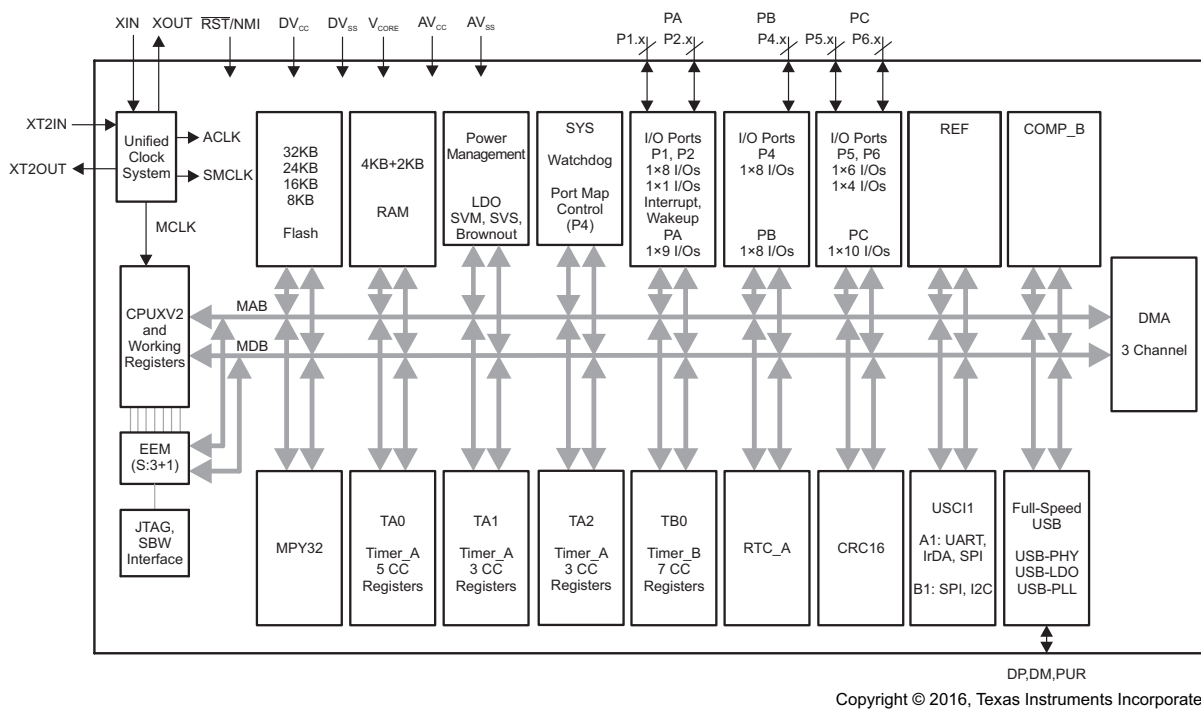 XIN
XOUT
RST/NMI
DVCC
DVSS
VCORE
AVCC
AVSS
PA
P1.x
P2.x
PB
P4.x
PC
P5.x
P6.x
XT2IN
XT2OUT
Unified
Clock
System
ACLK
SMCLK
MCLK
32KB
24KB
16KB
8KB
Flash
4KB+2KB
RAM
Power
Management
LDO
SVM, SVS,
Brownout
SYS
Watchdog
Port Map
Control
(P4)
I/O Ports
P1, P2
1×8 I/Os
1×1 I/Os
Interrupt,
Wakeup
PA
1×9 I/Os
I/O Ports
P4
1×8 I/Os
PB
1×8 I/Os
I/O Ports
P5, P6
1×6 I/Os
1×4 I/Os
PC
1×10 I/Os
REF
COMP_B
CPUXV2
and
Working
Registers
MAB
MDB
DMA
3 Channel
EEM
(S:3+1)
JTAG,
SBW
Interface
MPY32
TA0
Timer_A
5 CC
Registers
TA1
Timer_A
3 CC
Registers
TA2
Timer_A
3 CC
Registers
TB0
Timer_B
7 CC
Registers
RTC_A
CRC16
USCI1
A1: UART,
IrDA, SPI
B1: SPI, I2C
Full-Speed
USB
USB-PHY
USB-LDO
USB-PLL
DP,DM,PUR
Copyright © 2016, Texas Instruments Incorporate